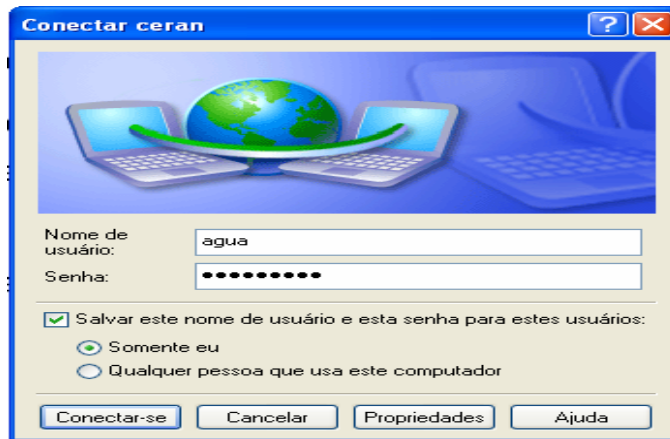 Conectar ceran
Nome de
usuário:
agua
Senha:
•••••••••
Salvar este nome de usuário e esta senha para estes usuários:
Somente eu
Qualquer pessoa que usa este computador
Conectar-se Cancelar Propriedades Ajuda